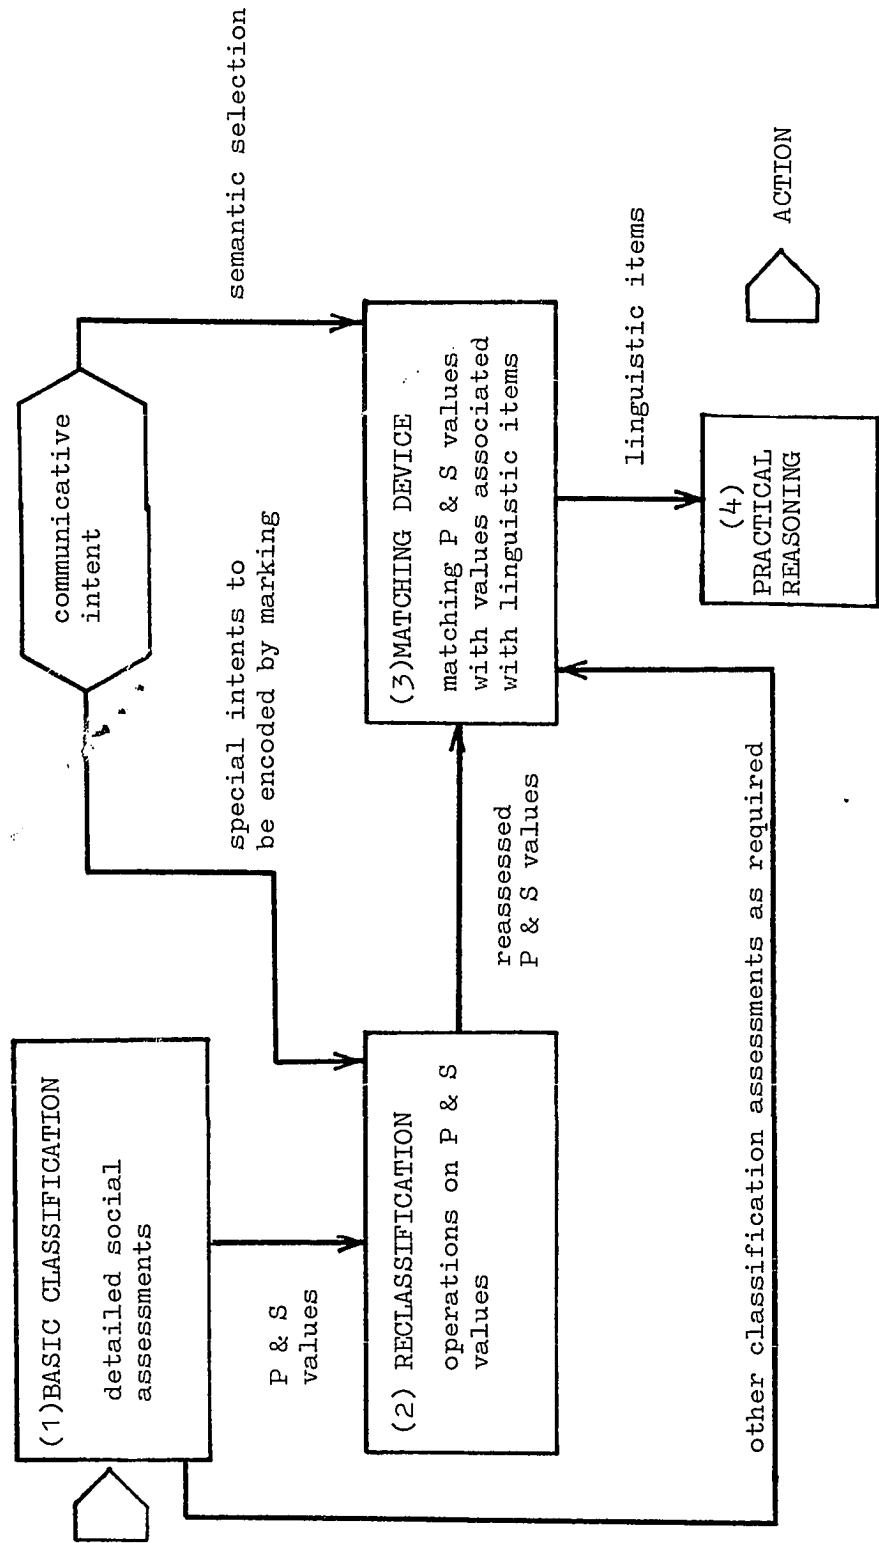 communicative
intent
semantic selection
(1)BASIC CLASSIFICATION
detailed social
assessments
special intents to
be encoded by marking
P & S
values
(2) RECLASSIFICATION
operations on P & S
values
reassessed
P & S values
(3)MATCHING DEVICE
matching P & S values
with values associated
with linguistic items
linguistic items
other classification assessments as required
(4)
PRACTICAL
REASONING
ACTION